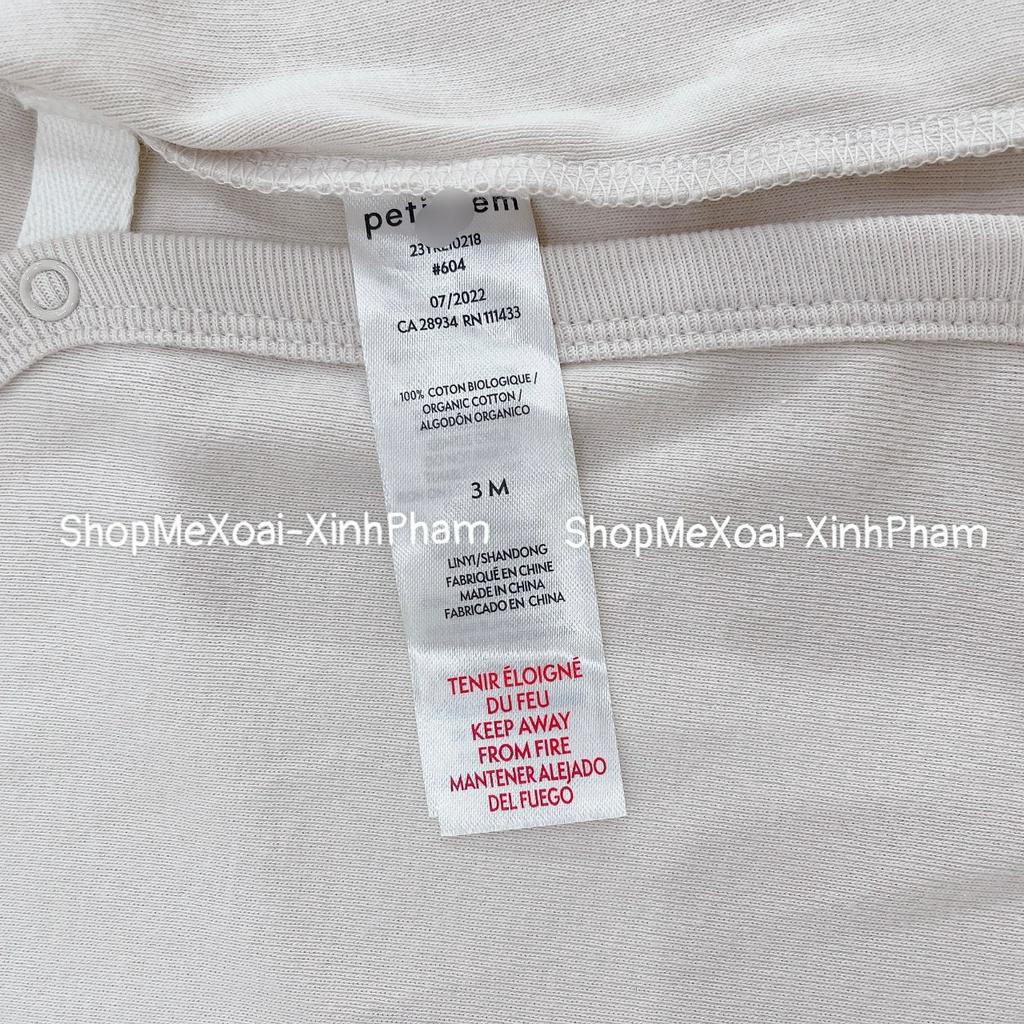 #604
07/2022
CA 28934 RN 111433
100% COTON BIOLOGIQUE /
ORGANIC COTTON /
ALGODÓN ORGANICO
3 M
ShopMeXoai-XinhPham ShopMeXoai-XinhPham
LINYI/SHANDONG
FABRIQUÉ EN CHINE
MADE IN CHINA
FABRICADO EN CHINA
TENIR ÉLOIGNÉ
DU FEU
KEEP AWAY
FROM FIRE
MANTENER ALEJADO
DEL FUEGO